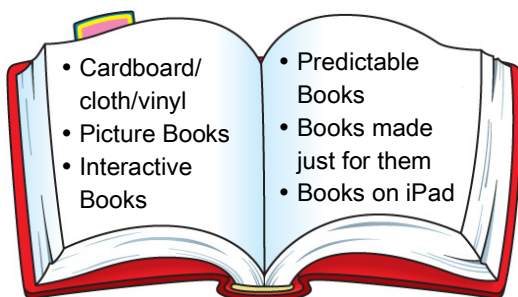 • Cardboard/
cloth/vinyl
• Picture Books
• Interactive
Books
• Predictable
Books
• Books made
just for them
• Books on iPad